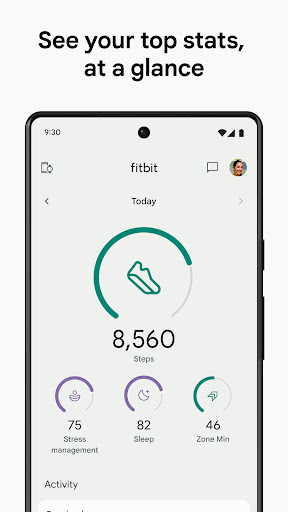 See your top stats,
at a glance
9:30
fitbit
Today
8,560
Steps
75
Stress
management
82
Sleep
46
Zone Min
Activity